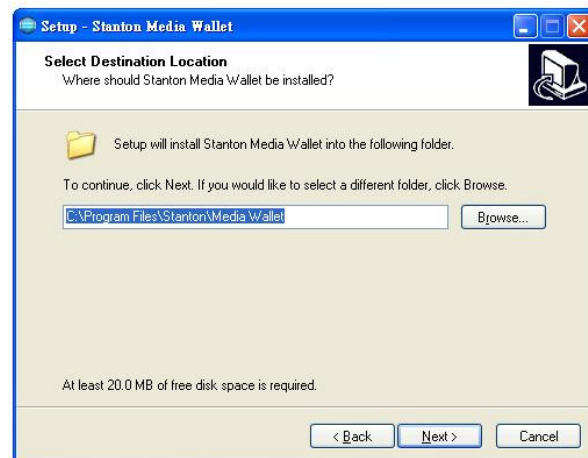 Setup - Stanton Media Wallet
Select Destination Location
Where should Stanton Media Wallet be installed?
Setup will install Stanton Media Wallet into the following folder.
To continue, click Next. If you would like to select a different folder, click Browse.
C:\Program Files\Stanton\Media Wallet
Browse...
At least 20.0 MB of free disk space is required.
< Back Next > Cancel